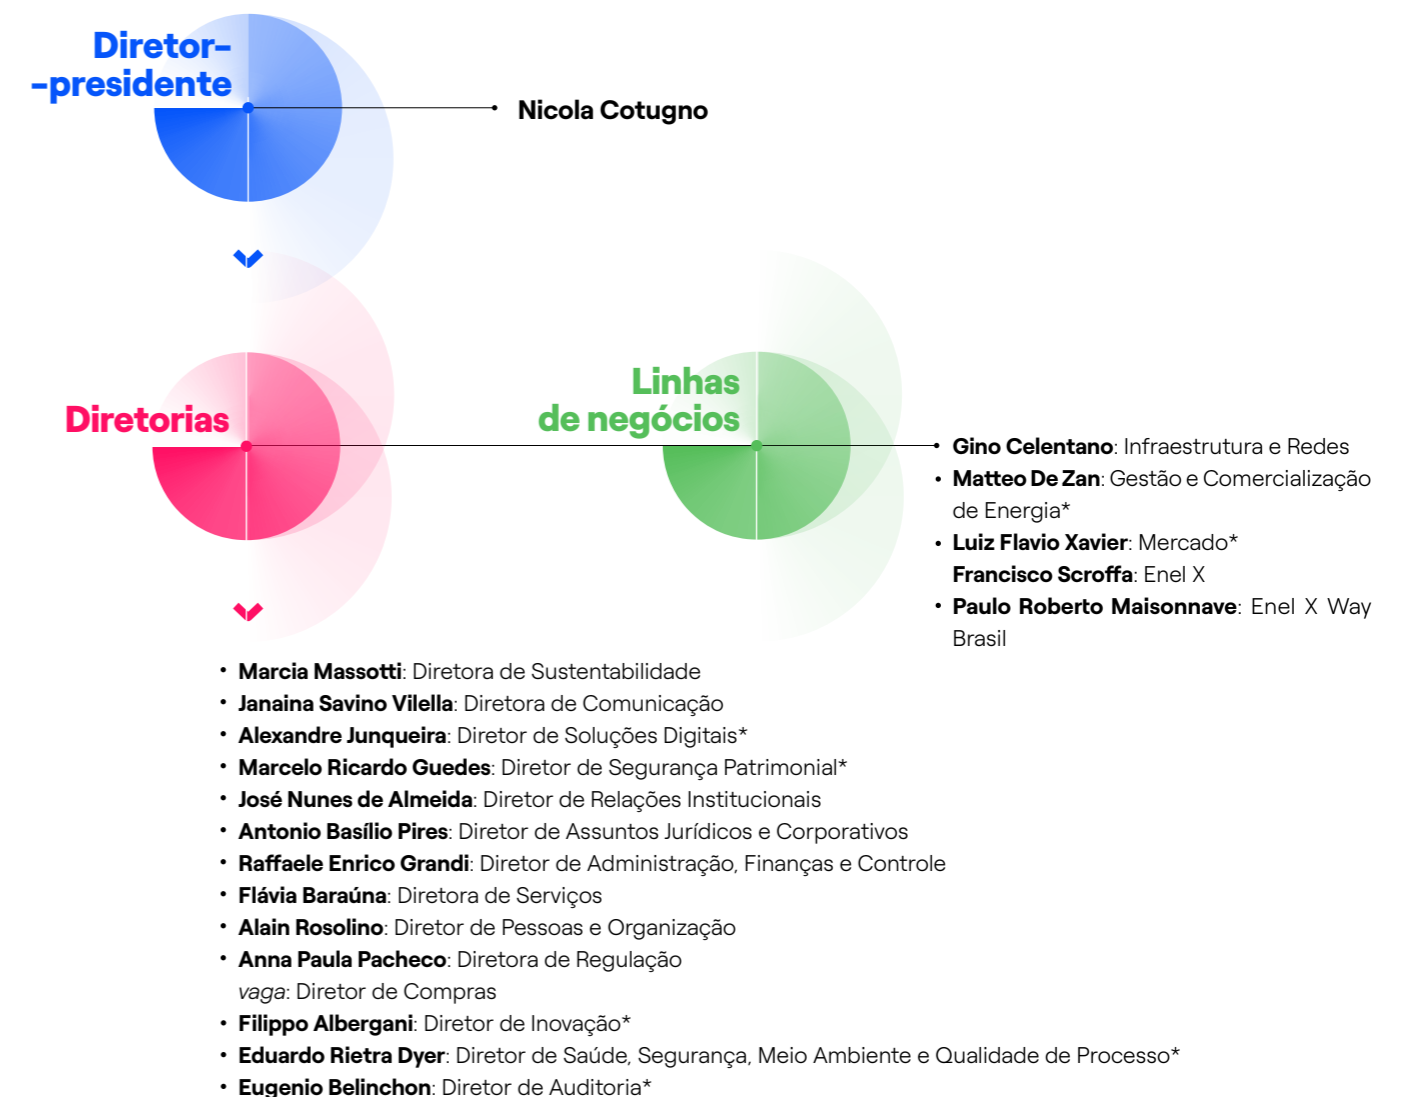 Diretor-
-presidente
Nicola Cotugno
Diretorias
Linhas
de negócios
• Gino Celentano: Infraestrutura e Redes
• Matteo De Zan: Gestão e Comercialização
de Energia*
• Luiz Flavio Xavier: Mercado*
Francisco Scroffa: Enel X
• Paulo Roberto Maisonnave: Enel X Way
Brasil
• Marcia Massotti: Diretora de Sustentabilidade
• Janaina Savino Vilella: Diretora de Comunicação
• Alexandre Junqueira: Diretor de Soluções Digitais*
• Marcelo Ricardo Guedes: Diretor de Segurança Patrimonial*
• José Nunes de Almeida: Diretor de Relações Institucionais
• Antonio Basílio Pires: Diretor de Assuntos Jurídicos e Corporativos
• Raffaele Enrico Grandi: Diretor de Administração, Finanças e Controle
• Flávia Baraúna: Diretora de Serviços
• Alain Rosolino: Diretor de Pessoas e Organização
• Anna Paula Pacheco: Diretora de Regulação
vaga: Diretor de Compras
• Filippo Albergani: Diretor de Inovação*
• Eduardo Rietra Dyer: Diretor de Saúde, Segurança, Meio Ambiente e Qualidade de Processo*
• Eugenio Belinchon: Diretor de Auditoria*